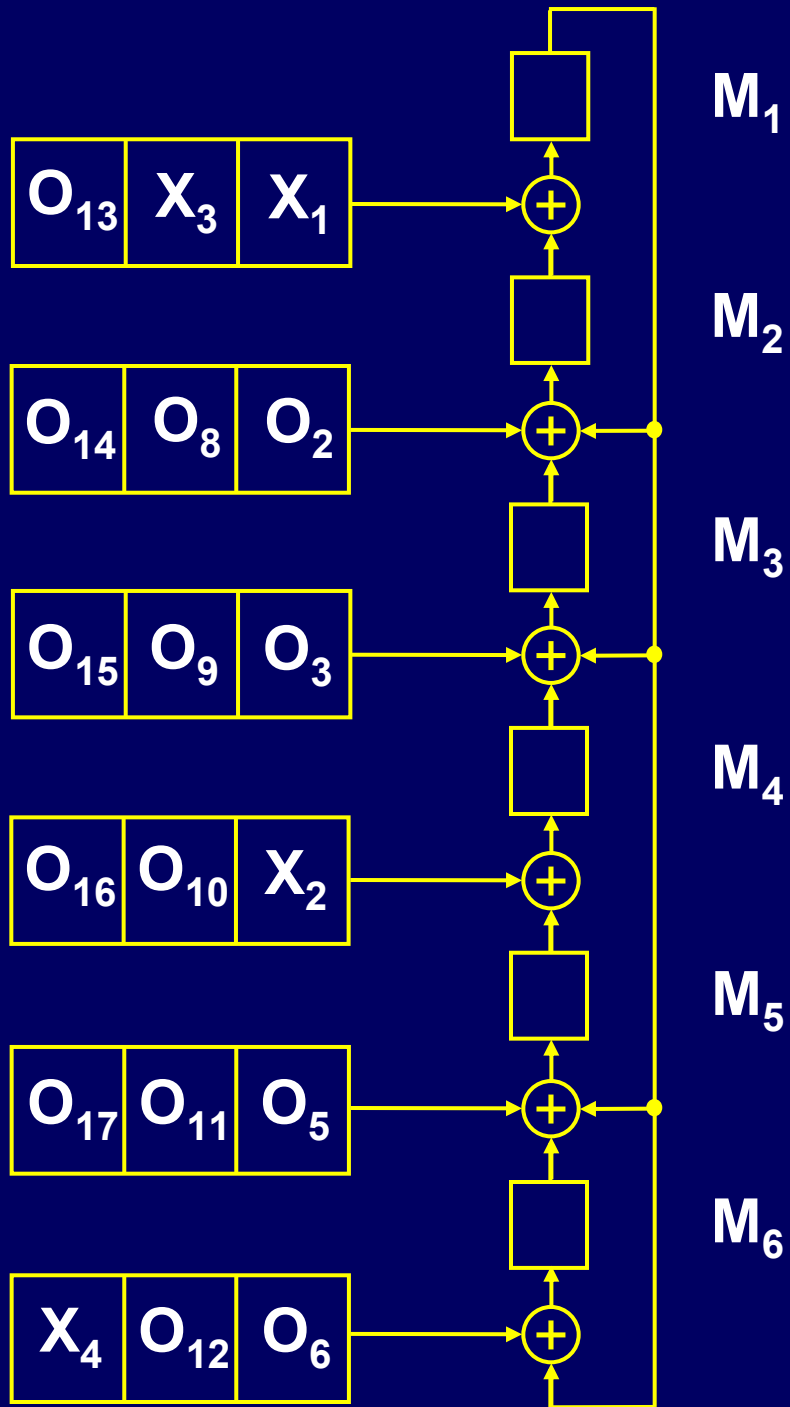 M₁
O₁₃ X₃ X₁
M₂
O₁₄ O₈ O₂
M₃
O₁₅ O₉ O₃
M₄
O₁₆ O₁₀ X₂
M₅
O₁₇ O₁₁ O₅
M₆
X₄ O₁₂ O₆